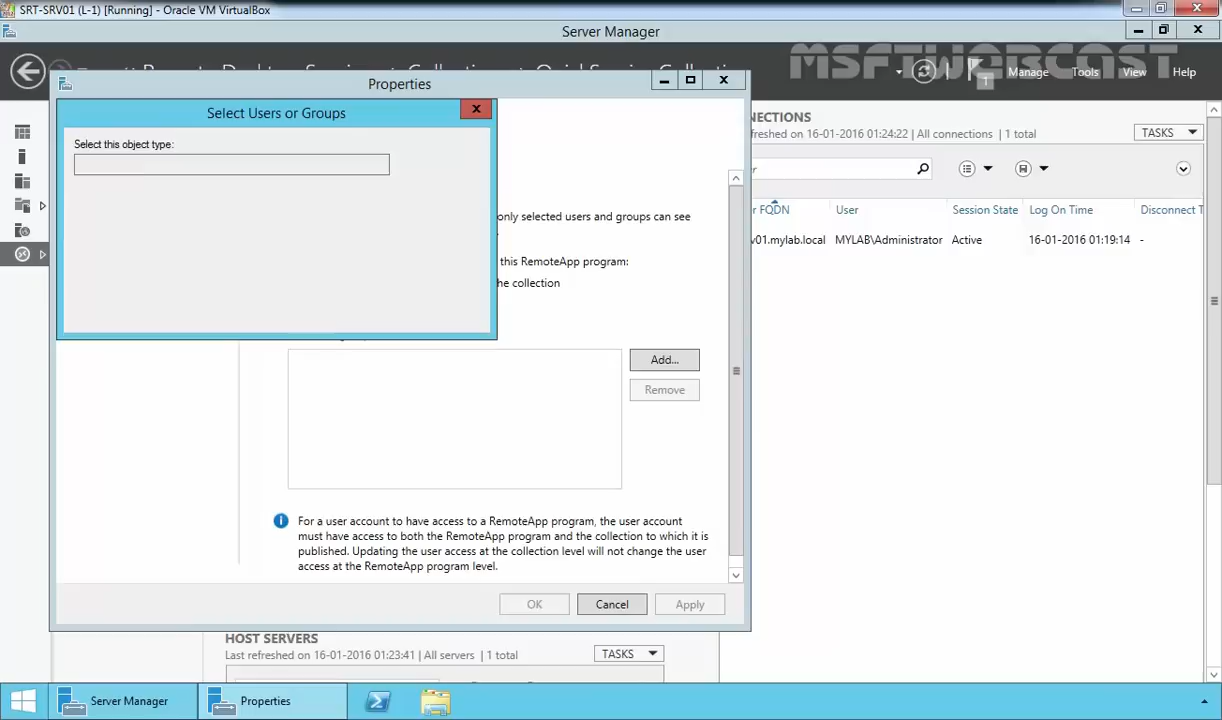 SRT-SRV01 (L-1) [Running] - Oracle VM VirtualBox
Server Manager
MSFTWEBCAST
Manage
Tools
View
Help
1
Properties
Select Users or Groups
Select this object type:
only selected users and groups can see
this RemoteApp program:
he collection
Add...
Remove
For a user account to have access to a RemoteApp program, the user account
must have access to both the RemoteApp program and the collection to which it is
published. Updating the user access at the collection level will not change the user
access at the RemoteApp program level.
OK
Cancel
Apply
NECTIONS
freshed on 16-01-2016 01:24:22 | All connections | 1 total
TASKS
r FQDN
User
Session State
Log On Time
Disconnect T
v01.mylab.local
MYLAB\Administrator
Active
16-01-2016 01:19:14
-
HOST SERVERS
Last refreshed on 16-01-2016 01:23:41 | All servers | 1 total
TASKS
Server Manager
Properties